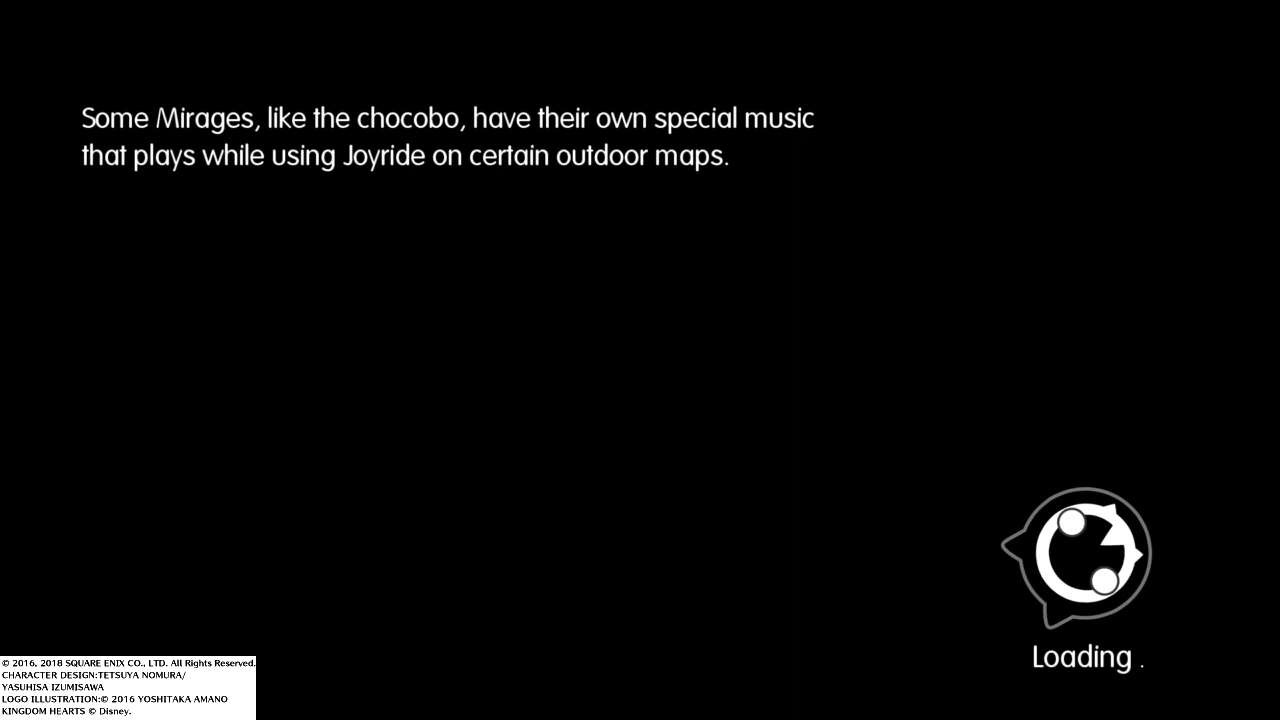 Some Mirages, like the chocobo, have their own special music
that plays while using Joyride on certain outdoor maps.
Loading .
© 2016, 2018 SQUARE ENIX CO., LTD. All Rights Reserved.
CHARACTER DESIGN:TETSUYA NOMURA/
YASUHISA IZUMISAWA
LOGO ILLUSTRATION:© 2016 YOSHITAKA AMANO
KINGDOM HEARTS © Disney.